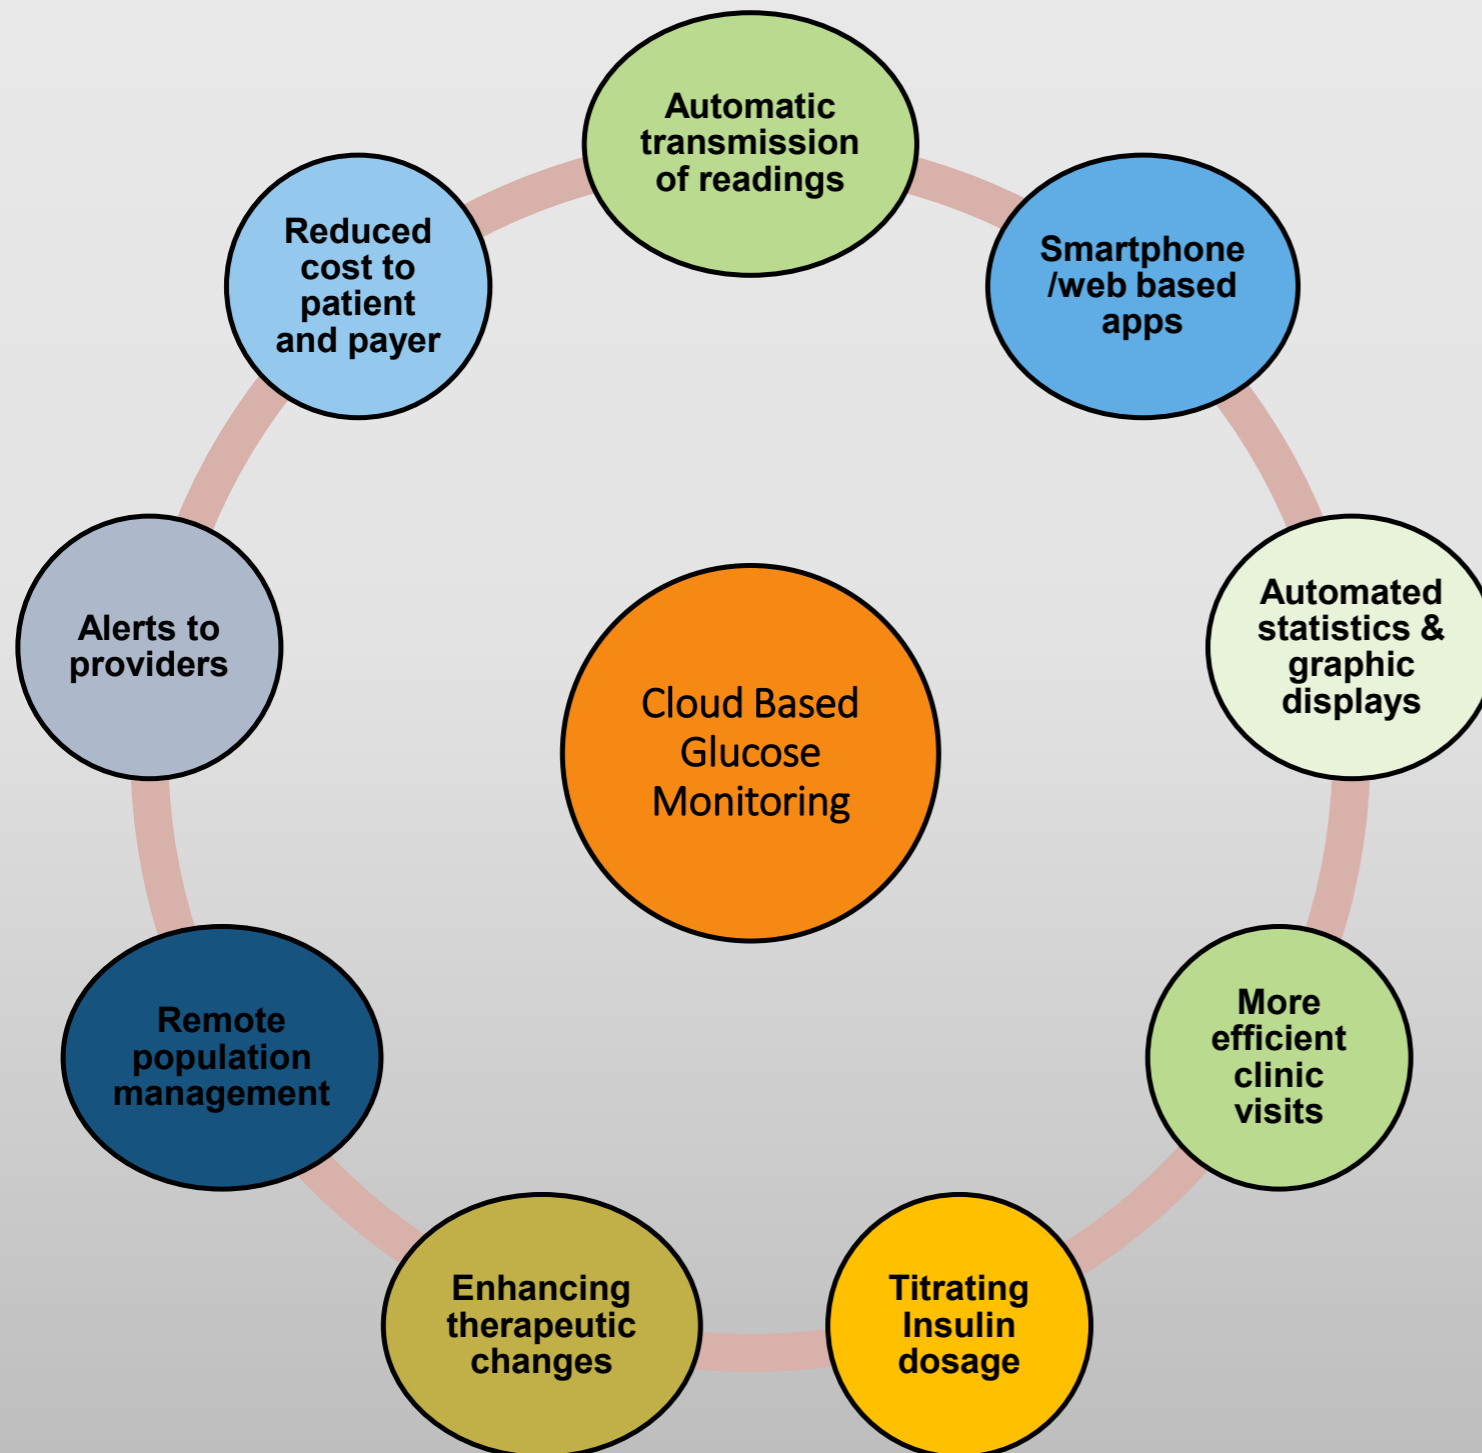 Automatic
transmission
of readings
Smartphone
/web based
apps
Automated
statistics &
graphic
displays
More
efficient
clinic
visits
Titrating
Insulin
dosage
Enhancing
therapeutic
changes
Remote
population
management
Alerts to
providers
Reduced
cost to
patient
and payer
Cloud Based
Glucose
Monitoring